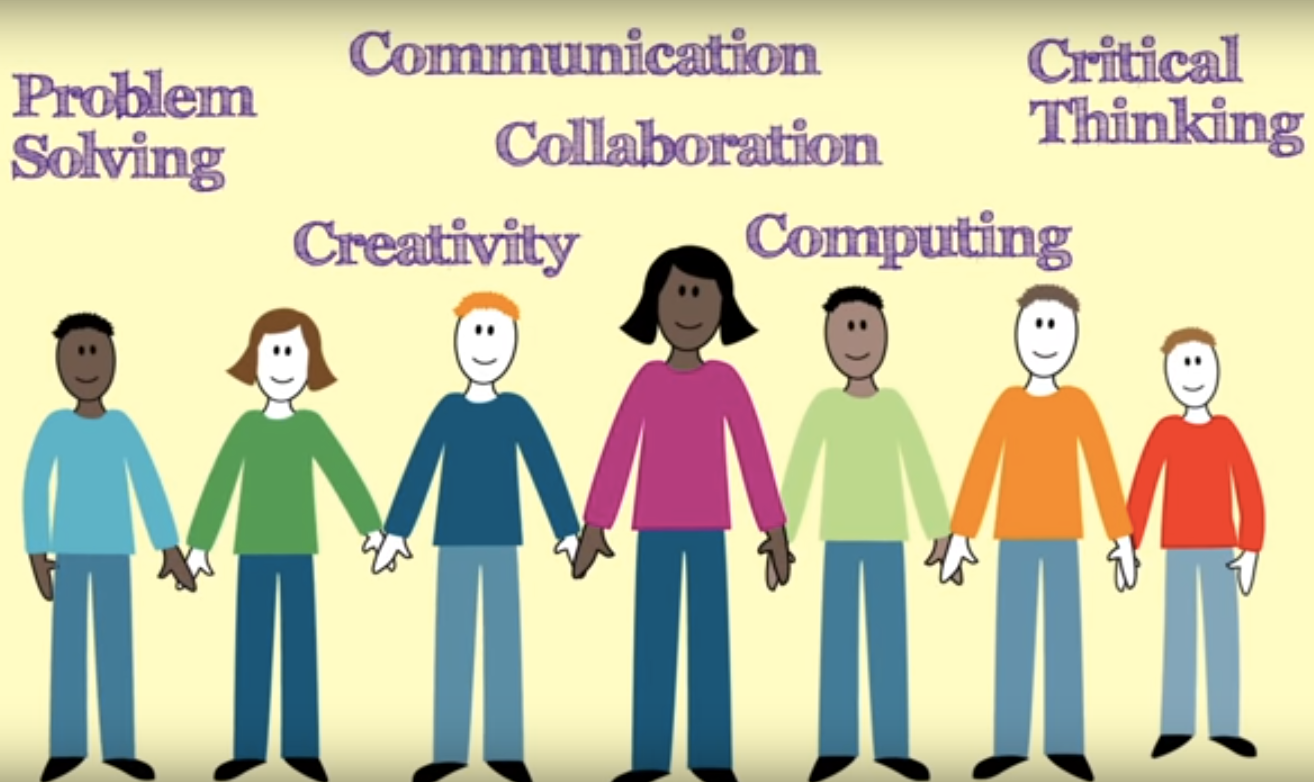 Communication
Critical
Thinking
Problem
Solving
Collaboration
Creativity
Computing